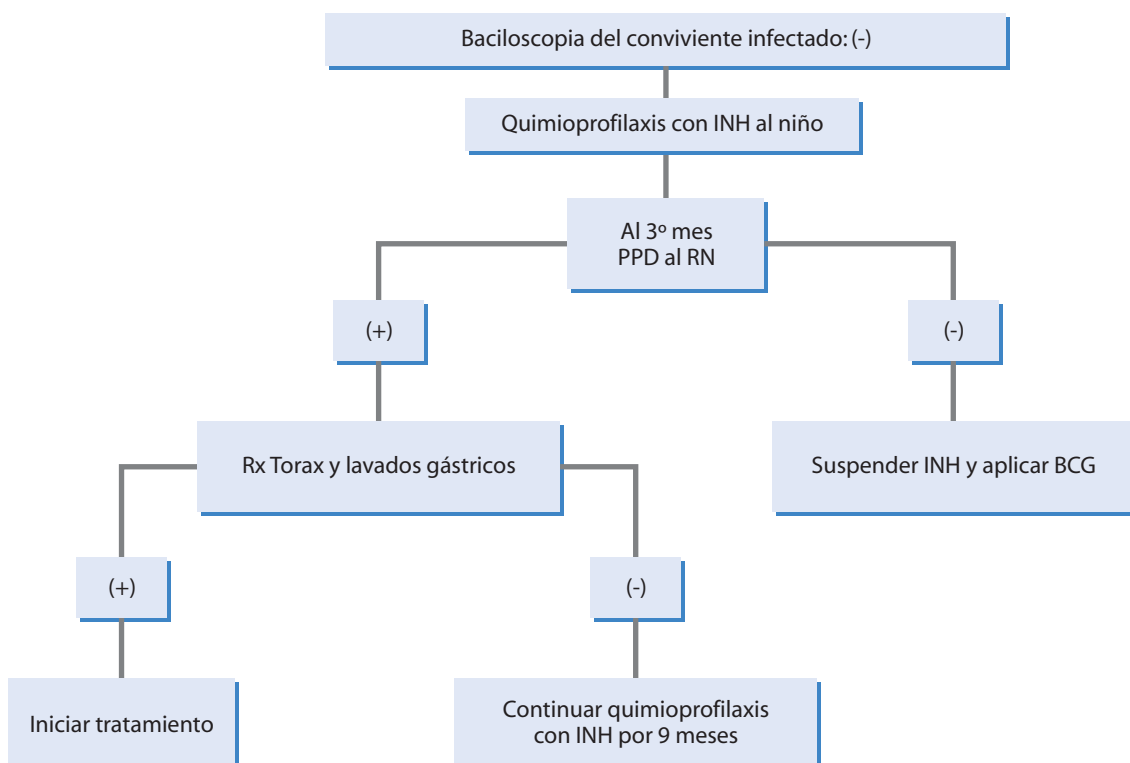 Baciloscopia del conviviente infectado: (-)
Quimioprofilaxis con INH al niño
Al 3º mes
PPD al RN
(+)
(-)
Rx Torax y lavados gástricos
Suspender INH y aplicar BCG
(+)
(-)
Iniciar tratamiento
Continuar quimioprofilaxis
con INH por 9 meses